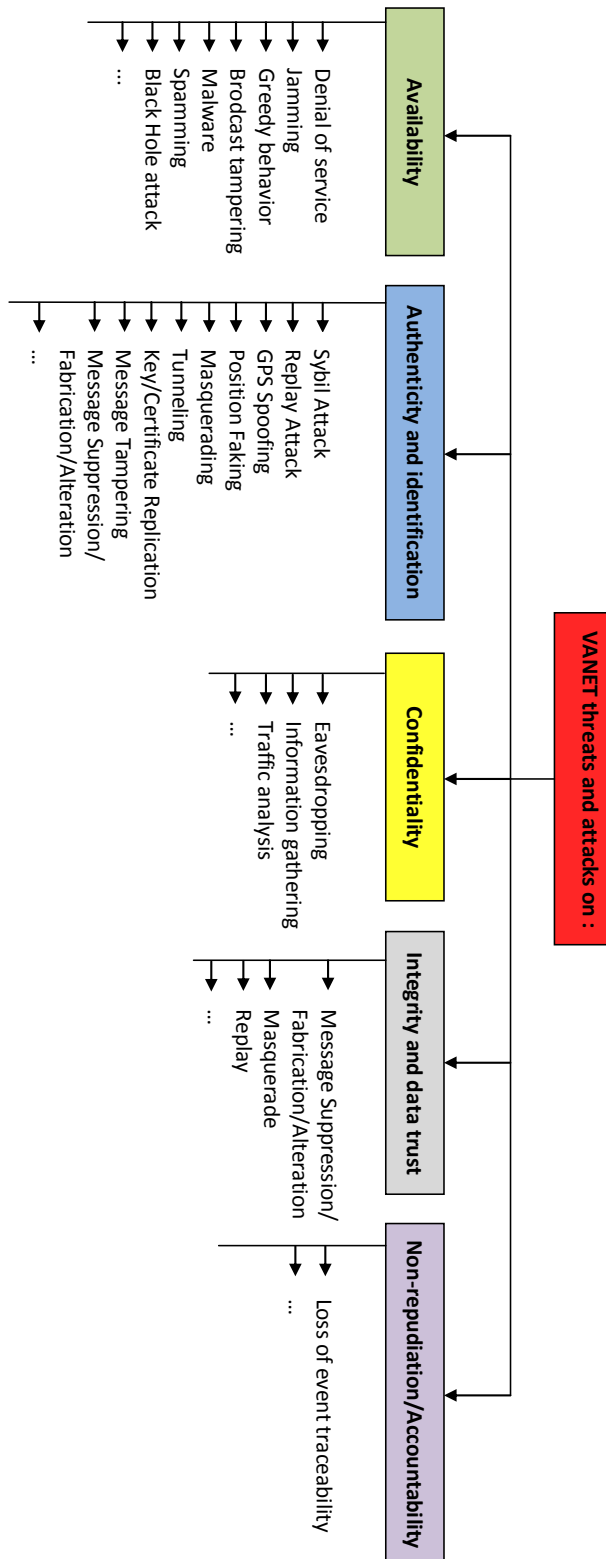 VANET threats and attacks on :
Availability
Denial of service
Jamming
Greedy behavior
Brodcast tampering
Malware
Spamming
Black Hole attack
...
Authenticity and identification
Sybil Attack
Replay Attack
GPS Spoofing
Position Faking
Masquerading
Tunneling
Key/Certificate Replication
Message Tampering
Message Suppression/
Fabrication/Alteration
...
Confidentiality
Eavesdropping
Information gathering
Traffic analysis
...
Integrity and data trust
Message Suppression/
Fabrication/Alteration
Masquerade
Replay
...
Non-repudiation/Accountability
Loss of event traceability
...